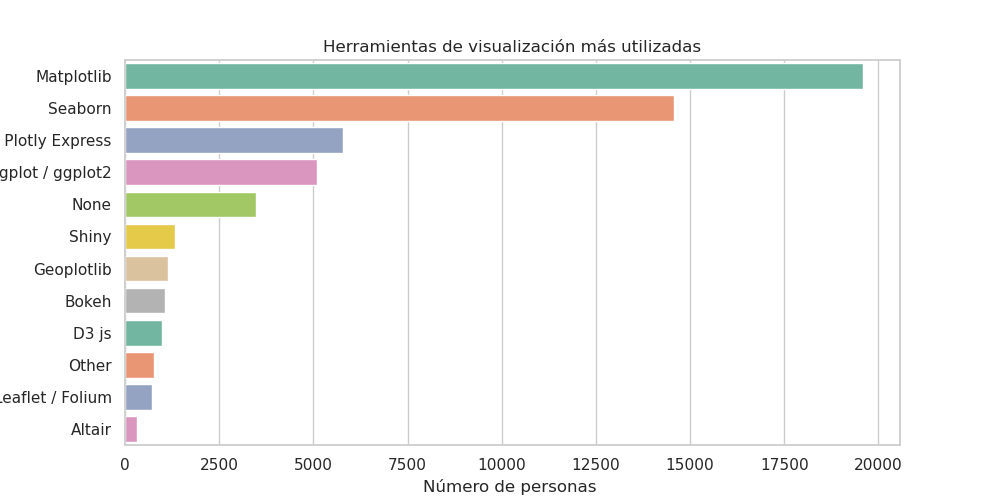 Herramientas de visualización más utilizadas
Matplotlib
Seaborn
Plotly Express
gplot / ggplot2
None
Shiny
Geoplotlib
Bokeh
D3 js
Other
Leaflet / Folium
Altair
0 2500 5000 7500 10000 12500 15000 17500 20000
Número de personas